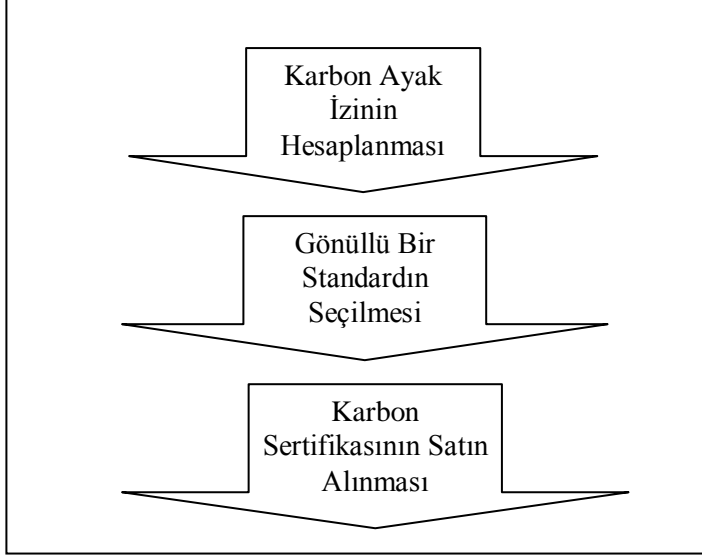 Karbon Ayak
İzinin
Hesaplanması
Gönüllü Bir
Standardın
Seçilmesi
Karbon
Sertifikasının Satın
Alınması